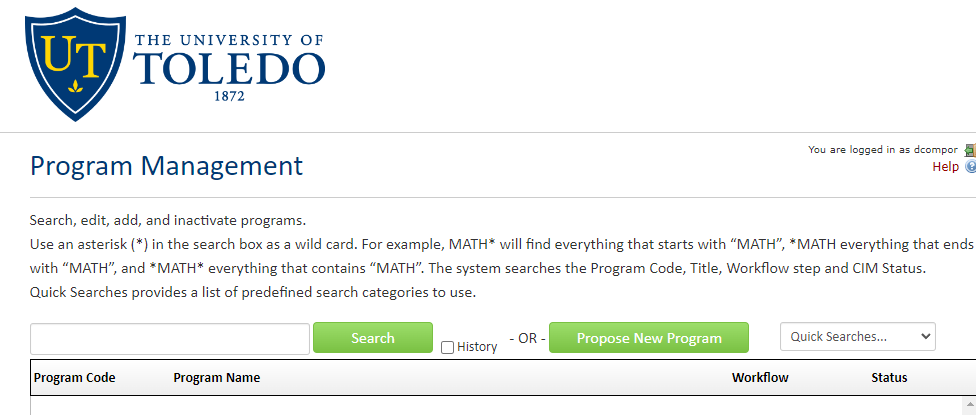 UT
THE UNIVERSITY OF
TOLEDO
1872
Program Management
You are logged in as dcompor
Help
Search, edit, add, and inactivate programs.
Use an asterisk (*) in the search box as a wild card. For example, MATH* will find everything that starts with “MATH”, *MATH everything that ends
with “MATH”, and *MATH* everything that contains “MATH”. The system searches the Program Code, Title, Workflow step and CIM Status.
Quick Searches provides a list of predefined search categories to use.
Search History - OR - Propose New Program Quick Searches...
Program Code Program Name Workflow Status